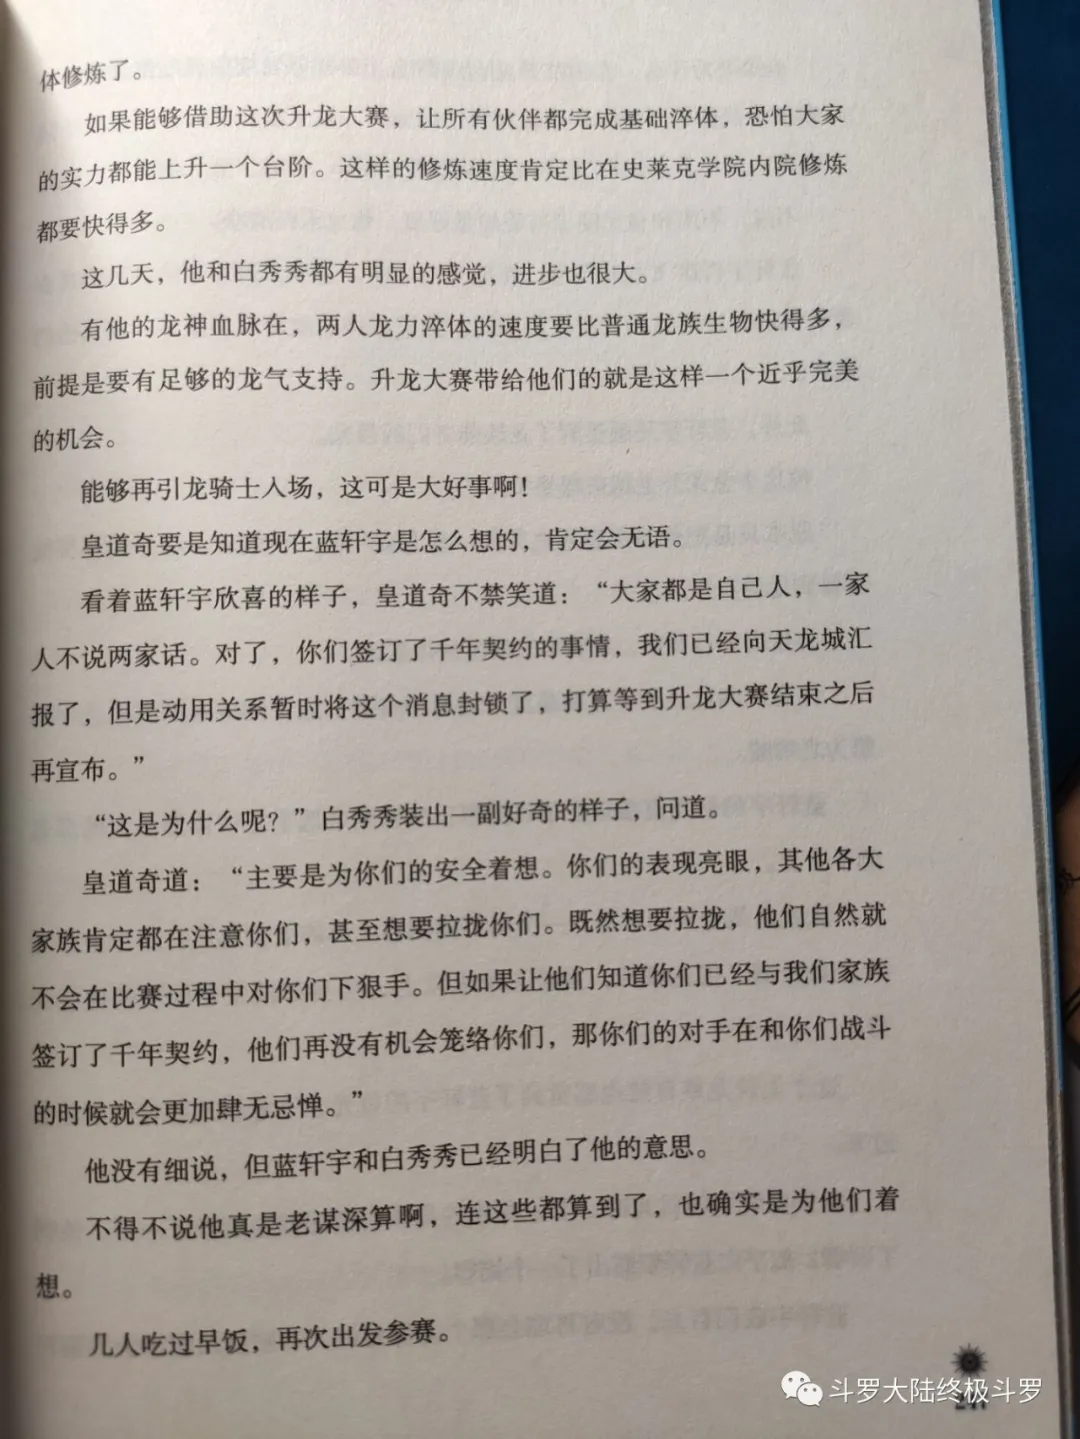 体修炼了。
如果能够借助这次升龙大赛，让所有伙伴都完成基础淬体，恐怕大家
的实力都能上升一个台阶。这样的修炼速度肯定比在史莱克学院内院修炼
都要快得多。
这几天，他和白秀秀都有明显的感觉，进步也很大。
有他的龙神血脉在，两人龙力淬体的速度要比普通龙族生物快得多，
前提是要有足够的龙气支持。升龙大赛带给他们的就是这样一个近乎完美
的机会。
能够再引龙骑士入场，这可是大好事啊！
皇道奇要是知道现在蓝轩宇是怎么想的，肯定会无语。
看着蓝轩宇欣喜的样子，皇道奇不禁笑道：“大家都是自己人，一家
人不说两家话。对了，你们签订了千年契约的事情，我们已经向天龙城汇
报了，但是动用关系暂时将这个消息封锁了，打算等到升龙大赛结束之后
再宣布。”
“这是为什么呢？”白秀秀装出一副好奇的样子，问道。
皇道奇道：“主要是为你们的安全着想。你们的表现亮眼，其他各大
家族肯定都在注意你们，甚至想要拉拢你们。既然想要拉拢，他们自然就
不会在比赛过程中对你们下狠手。但如果让他们知道你们已经与我们家族
签订了千年契约，他们再没有机会笼络你们，那你们的对手在和你们战斗
的时候就会更加肆无忌惮。”
他没有细说，但蓝轩宇和白秀秀已经明白了他的意思。
不得不说他真是老谋深算啊，连这些都算到了，也确实是为他们着
想。
几人吃过早饭，再次出发参赛。
斗罗大陆终极斗罗